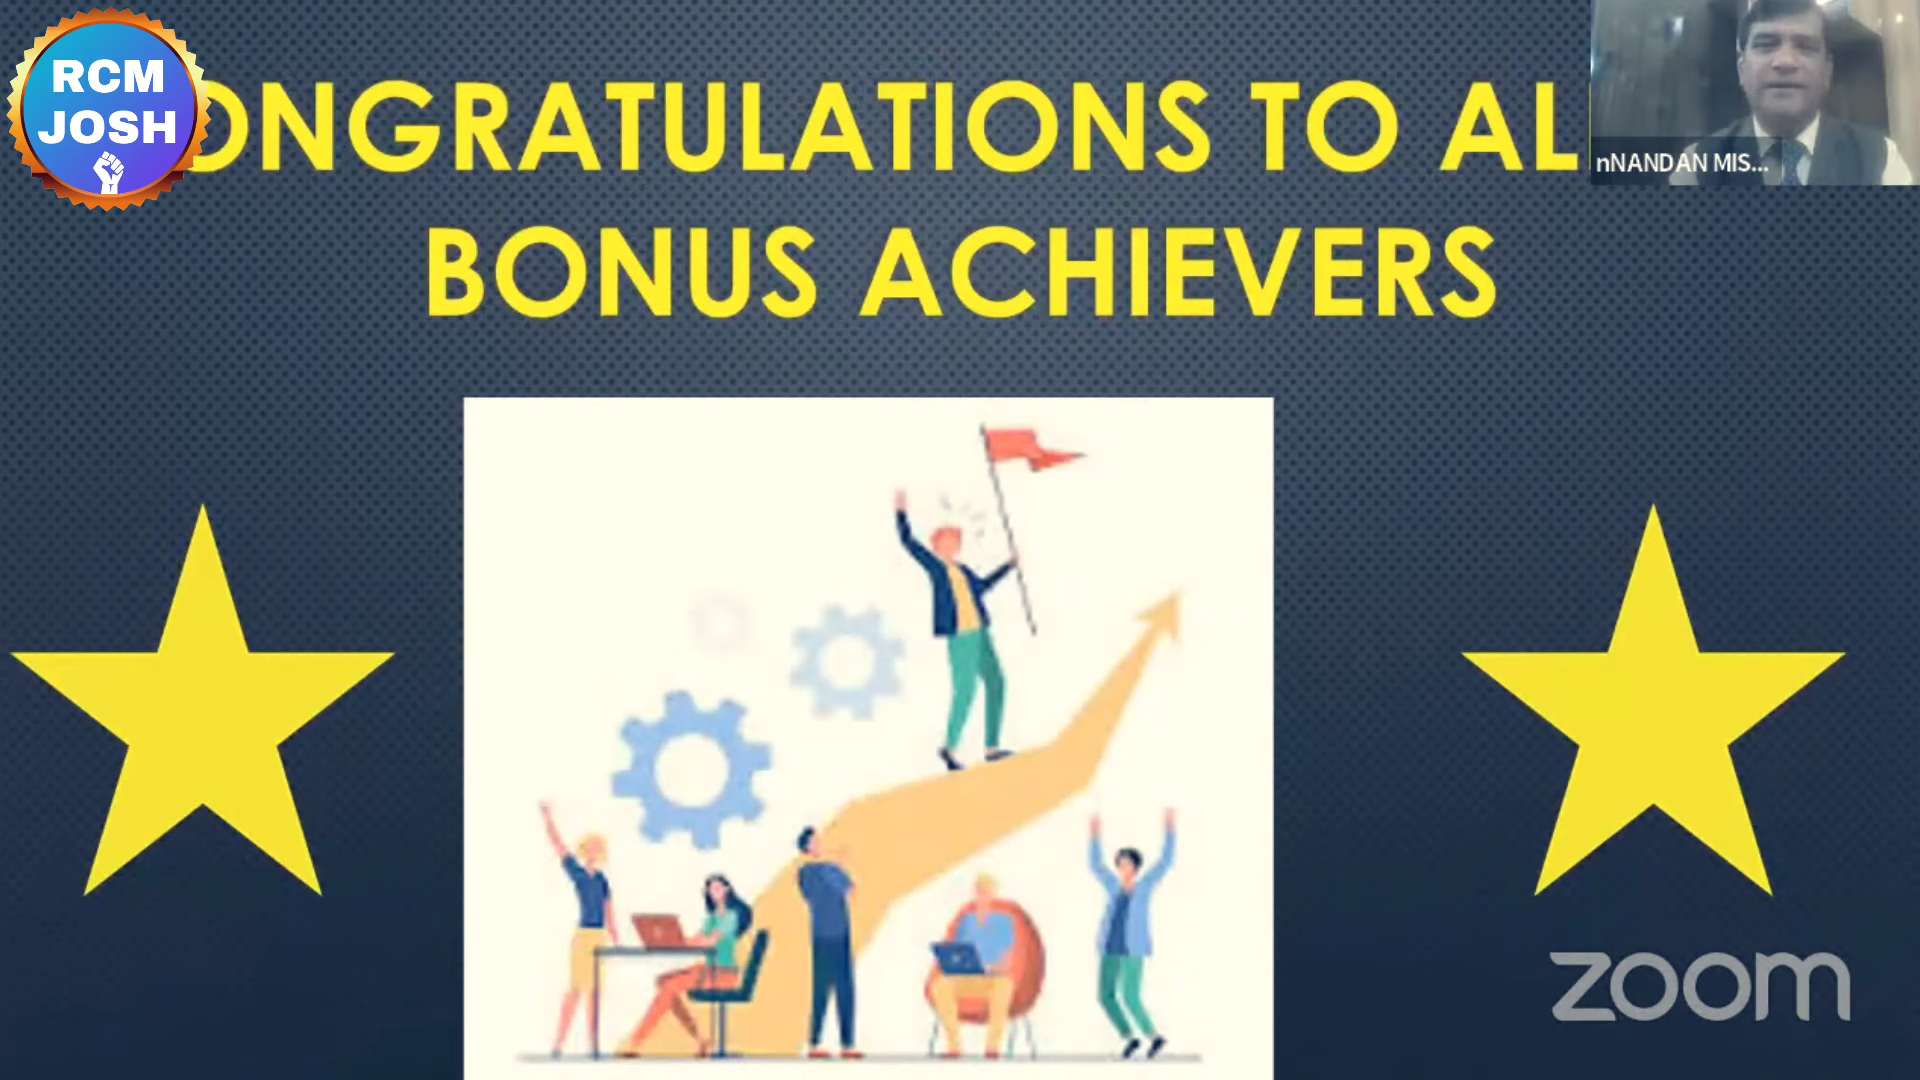 RCM
JOSH
ONGRATULATIONS TO AL
BONUS ACHIEVERS
nNANDAN MIS...
zoom